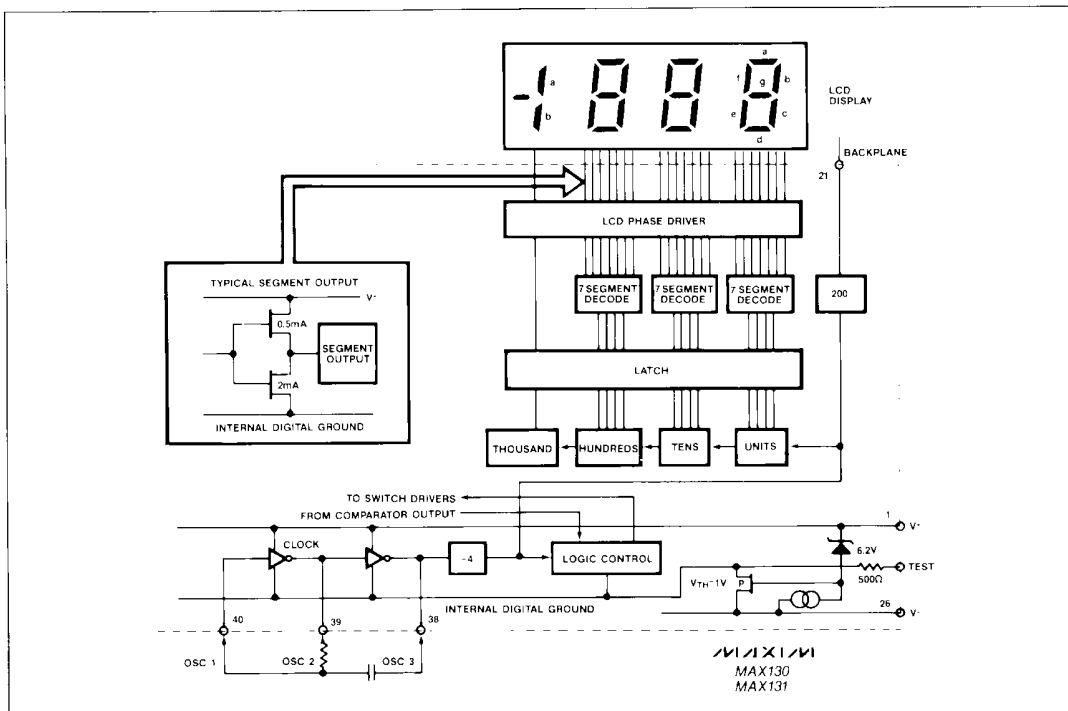 a
f g b
a
b
e c
d
LCD
DISPLAY
BACKPLANE
21
LCD PHASE DRIVER
TYPICAL SEGMENT OUTPUT
V+
0.5mA
SEGMENT
OUTPUT
2mA
INTERNAL DIGITAL GROUND
7 SEGMENT
DECODE
7 SEGMENT
DECODE
7 SEGMENT
DECODE
200
LATCH
THOUSAND
HUNDREDS
TENS
UNITS
TO SWITCH DRIVERS
FROM COMPARATOR OUTPUT
1
V+
CLOCK
-4
LOGIC CONTROL
6.2V
TEST
500Ω
VTH-1V
P
INTERNAL DIGITAL GROUND
26
V-
40
39
38
OSC 1
OSC 2
OSC 3
MAXIM
MAX130
MAX131